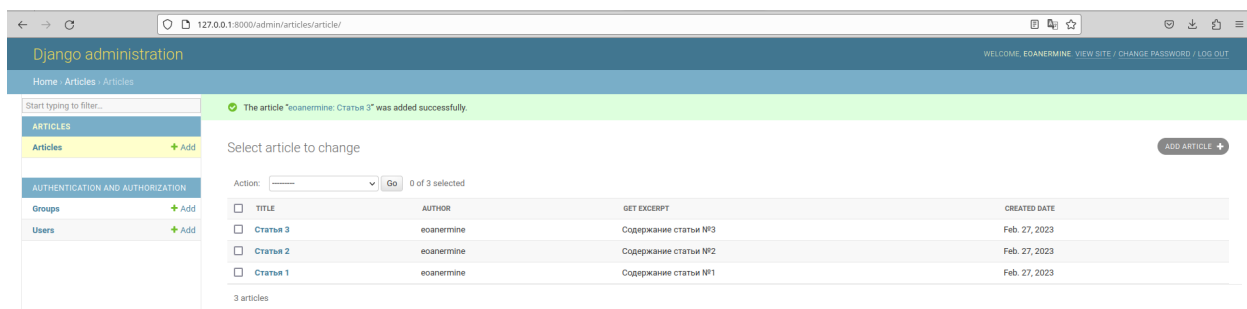 127.0.0.1:8000/admin/articles/article/
Django administration
WELCOME, EOANERMINE. VIEW SITE / CHANGE PASSWORD / LOG OUT
Home › Articles › Articles
Start typing to filter...
The article “eoanermine: Статья 3” was added successfully.
ARTICLES
Articles + Add
Select article to change
ADD ARTICLE +
Action: --------- Go 0 of 3 selected
AUTHENTICATION AND AUTHORIZATION
Groups + Add
Users + Add
TITLE AUTHOR GET EXCERPT CREATED DATE
Статья 3 eoanermine Содержание статьи №3 Feb. 27, 2023
Статья 2 eoanermine Содержание статьи №2 Feb. 27, 2023
Статья 1 eoanermine Содержание статьи №1 Feb. 27, 2023
3 articles